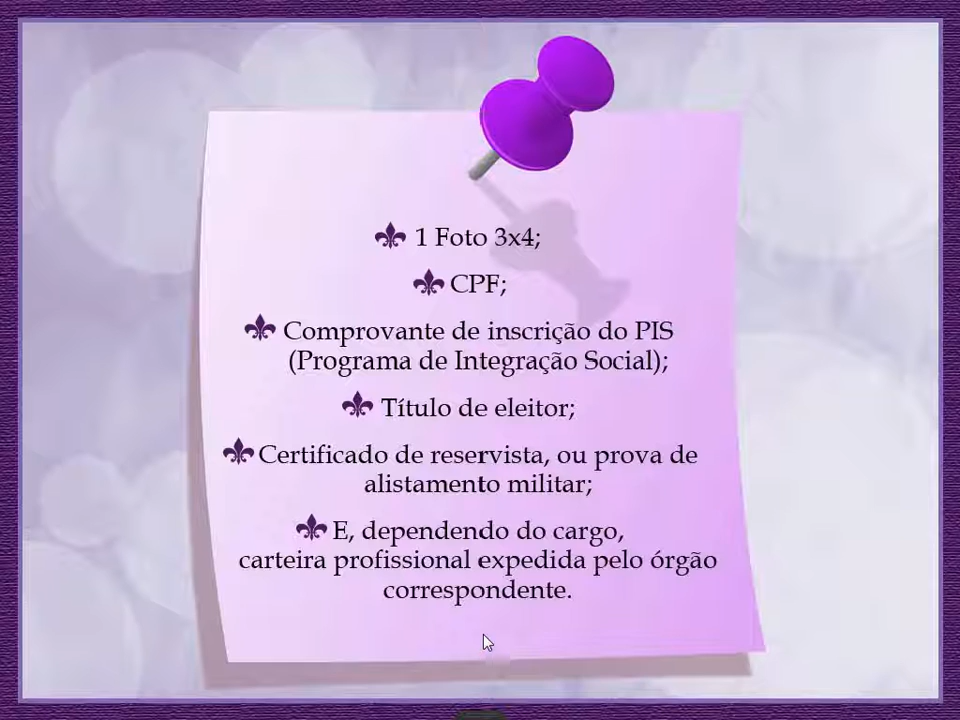 1 Foto 3x4;
CPF;
Comprovante de inscrição do PIS
(Programa de Integração Social);
Título de eleitor;
Certificado de reservista, ou prova de
alistamento militar;
E, dependendo do cargo,
carteira profissional expedida pelo órgão
correspondente.